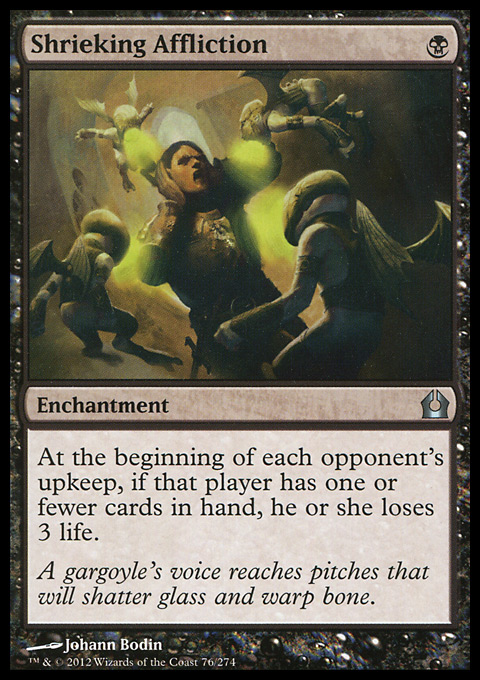 Shrieking Affliction
Enchantment
At the beginning of each opponent's
upkeep, if that player has one or
fewer cards in hand, he or she loses
3 life.
A gargoyle's voice reaches pitches that
will shatter glass and warp bone.
Johann Bodin
™ & © 2012 Wizards of the Coast 76/274